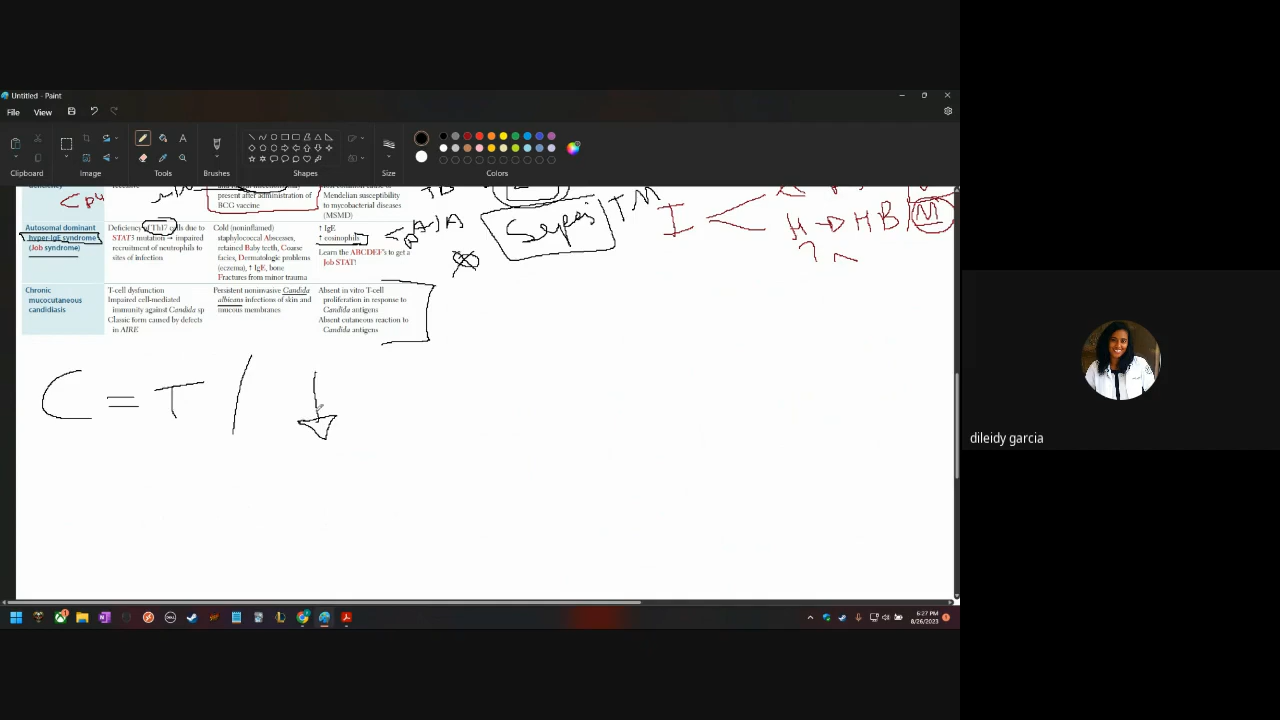 Untitled - Paint
File View
Clipboard Image Tools Brushes Shapes Size Colors
present after administration of
BCG vaccine
Mendelian susceptibility
to mycobacterial diseases
(MSMD)
Autosomal dominant
hyper-IgE syndrome
(Job syndrome)
Deficiency of Th17 cells due to
STAT3 mutation → impaired
recruitment of neutrophils to
sites of infection
Cold (noninflamed)
staphylococcal Abscesses,
retained Baby teeth, Coarse
facies, Dermatologic problems
(eczema), ↑ IgE, bone
Fractures from minor trauma
↑ IgE
↑ eosinophils
Learn the ABCDEF's to get a
Job STAT!
Chronic
mucocutaneous
candidiasis
T-cell dysfunction
Impaired cell-mediated
immunity against Candida sp
Classic form caused by defects
in AIRE
Persistent noninvasive Candida
albicans infections of skin and
mucous membranes
Absent in vitro T-cell
proliferation in response to
Candida antigens
Absent cutaneous reaction to
Candida antigens
C = T / ↓
dileidy garcia
6:27 PM
8/26/2023